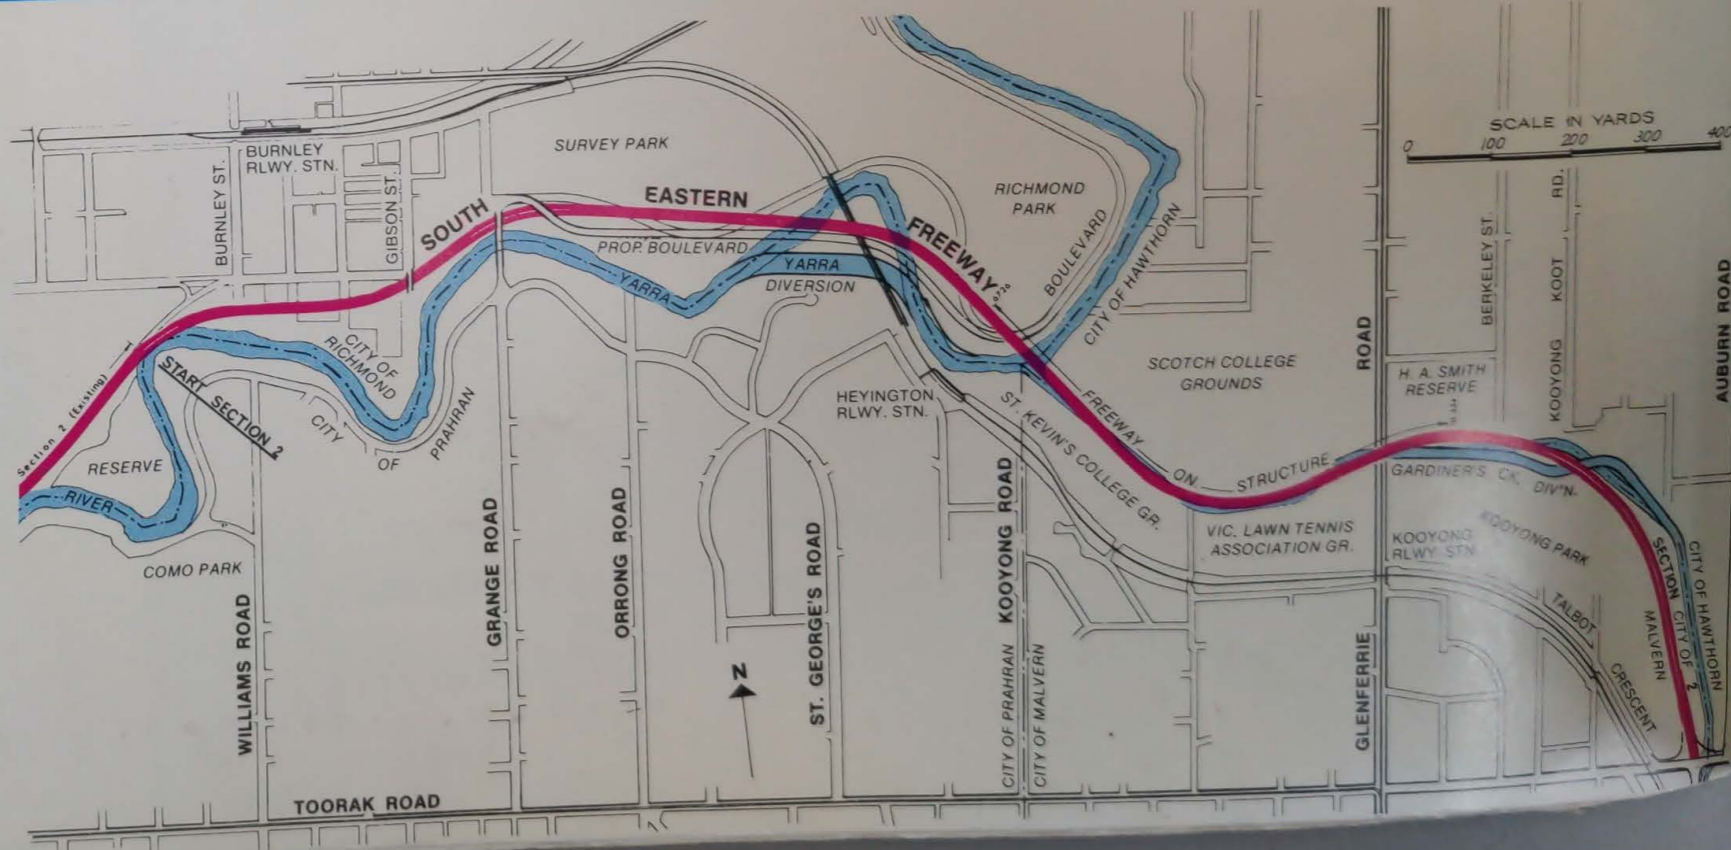 SCALE IN YARDS
0 100 200 300 400
BURNLEY
RLWY. STN.
BURNLEY ST.
GIBSON ST.
SURVEY PARK
SOUTH EASTERN FREEWAY
RICHMOND
PARK
BOULEVARD
CITY OF HAWTHORN
PROP. BOULEVARD
YARRA
YARRA
DIVERSION
CITY OF
RICHMOND
Section 2 (Existing)
START SECTION 2
RESERVE
RIVER
COMO PARK
CITY OF PRAHRAN
HEYINGTON
RLWY. STN.
ST. KEVIN'S COLLEGE GR.
SCOTCH COLLEGE
GROUNDS
FREEWAY ON STRUCTURE
H. A. SMITH
RESERVE
BERKELEY ST.
KOOYONG KOOT RD.
AUBURN ROAD
GARDINER'S CK. DIV'N.
VIC. LAWN TENNIS
ASSOCIATION GR.
KOOYONG
RLWY STN
KOOYONG PARK
SECTION 2
CITY OF MALVERN
CITY OF HAWTHORN
TALBOT CRESCENT
WILLIAMS ROAD
GRANGE ROAD
ORRONG ROAD
N
ST. GEORGE'S ROAD
KOOYONG ROAD
CITY OF PRAHRAN
CITY OF MALVERN
GLENFERRIE ROAD
TOORAK ROAD